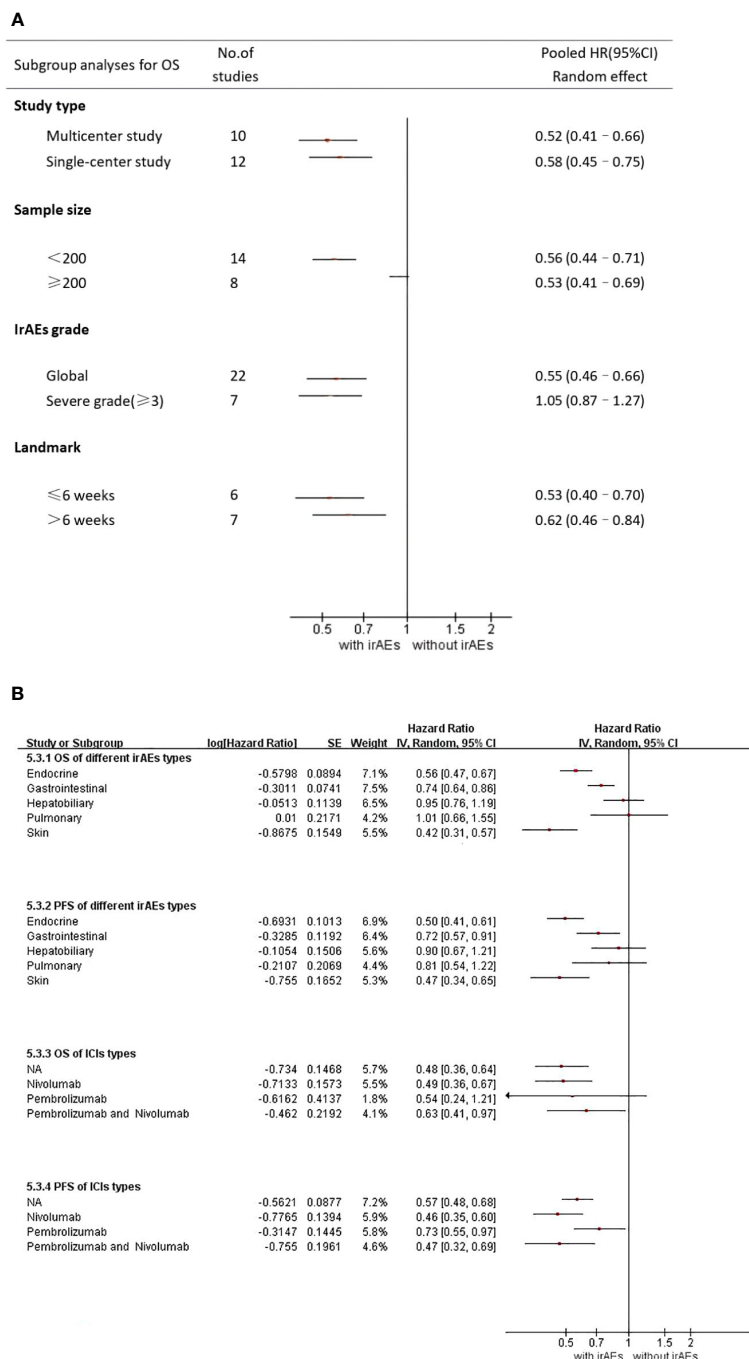 A
Subgroup analyses for OS No.of studies Pooled HR(95%CI) Random effect
Study type
Multicenter study 10 0.52 (0.41 – 0.66)
Single-center study 12 0.58 (0.45 – 0.75)
Sample size
<200 14 0.56 (0.44 – 0.71)
≥200 8 0.53 (0.41 – 0.69)
IrAEs grade
Global 22 0.55 (0.46 – 0.66)
Severe grade(≥3) 7 1.05 (0.87 – 1.27)
Landmark
≤6 weeks 6 0.53 (0.40 – 0.70)
>6 weeks 7 0.62 (0.46 – 0.84)
0.5 0.7 1 1.5 2
with irAEs without irAEs
B
Hazard Ratio Hazard Ratio
Study or Subgroup log[Hazard Ratio] SE Weight IV, Random, 95% CI IV, Random, 95% CI
5.3.1 OS of different irAEs types
Endocrine -0.5798 0.0894 7.1% 0.56 [0.47, 0.67]
Gastrointestinal -0.3011 0.0741 7.5% 0.74 [0.64, 0.86]
Hepatobiliary -0.0513 0.1139 6.5% 0.95 [0.76, 1.19]
Pulmonary 0.01 0.2171 4.2% 1.01 [0.66, 1.55]
Skin -0.8675 0.1549 5.5% 0.42 [0.31, 0.57]
5.3.2 PFS of different irAEs types
Endocrine -0.6931 0.1013 6.9% 0.50 [0.41, 0.61]
Gastrointestinal -0.3285 0.1192 6.4% 0.72 [0.57, 0.91]
Hepatobiliary -0.1054 0.1506 5.6% 0.90 [0.67, 1.21]
Pulmonary -0.2107 0.2069 4.4% 0.81 [0.54, 1.22]
Skin -0.755 0.1652 5.3% 0.47 [0.34, 0.65]
5.3.3 OS of ICIs types
NA -0.734 0.1468 5.7% 0.48 [0.36, 0.64]
Nivolumab -0.7133 0.1573 5.5% 0.49 [0.36, 0.67]
Pembrolizumab -0.6162 0.4137 1.8% 0.54 [0.24, 1.21]
Pembrolizumab and Nivolumab -0.462 0.2192 4.1% 0.63 [0.41, 0.97]
5.3.4 PFS of ICIs types
NA -0.5621 0.0877 7.2% 0.57 [0.48, 0.68]
Nivolumab -0.7765 0.1394 5.9% 0.46 [0.35, 0.60]
Pembrolizumab -0.3147 0.1445 5.8% 0.73 [0.55, 0.97]
Pembrolizumab and Nivolumab -0.755 0.1961 4.6% 0.47 [0.32, 0.69]
0.5 0.7 1 1.5 2
with irAEs without irAEs